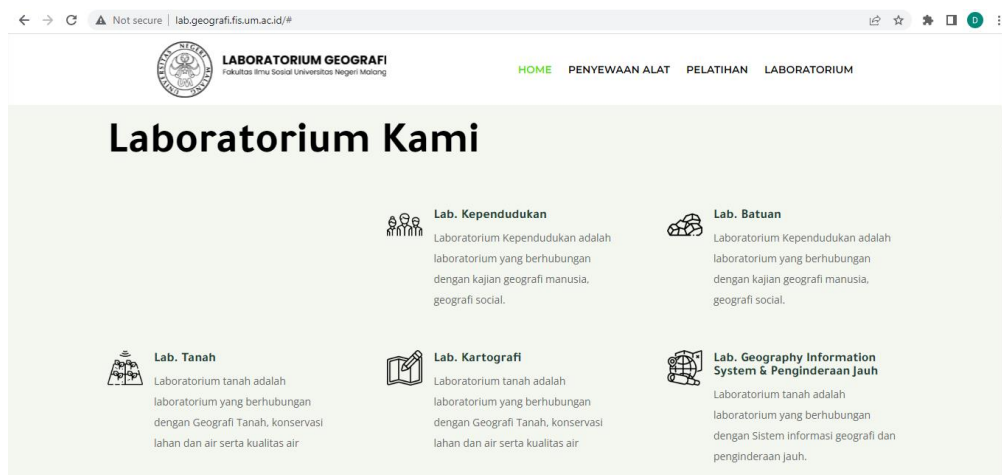 Not secure | lab.geografi.fis.um.ac.id/#
D
UNIVERSITAS NEGERI MALANG
UM
LABORATORIUM GEOGRAFI
Fakultas Ilmu Sosial Universitas Negeri Malang
HOME PENYEWAAN ALAT PELATIHAN LABORATORIUM
Laboratorium Kami
Lab. Kependudukan
Laboratorium Kependudukan adalah
laboratorium yang berhubungan
dengan kajian geografi manusia,
geografi social.
Lab. Batuan
Laboratorium Kependudukan adalah
laboratorium yang berhubungan
dengan kajian geografi manusia,
geografi social.
Lab. Tanah
Laboratorium tanah adalah
laboratorium yang berhubungan
dengan Geografi Tanah, konservasi
lahan dan air serta kualitas air
Lab. Kartografi
Laboratorium tanah adalah
laboratorium yang berhubungan
dengan Geografi Tanah, konservasi
lahan dan air serta kualitas air
Lab. Geography Information
System & Penginderaan Jauh
Laboratorium tanah adalah
laboratorium yang berhubungan
dengan Sistem informasi geografi dan
penginderaan jauh.